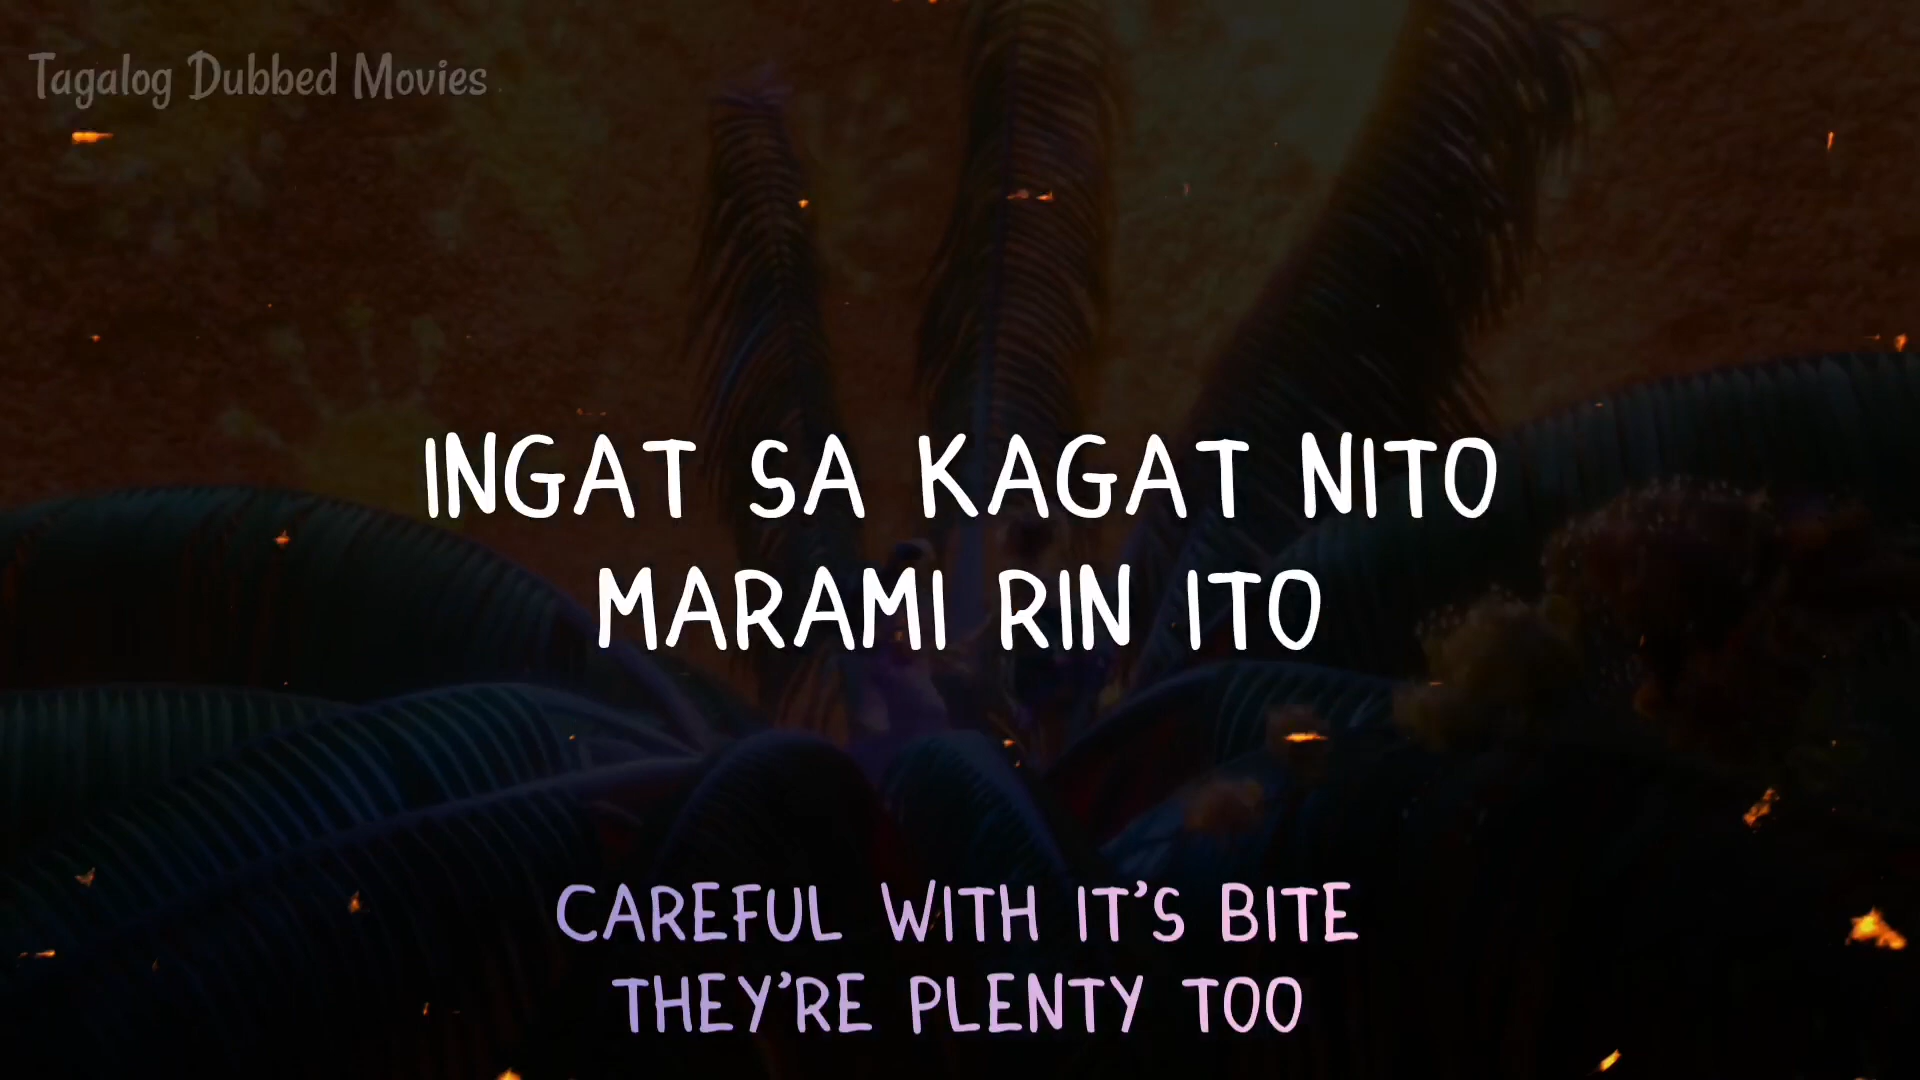 Tagalog Dubbed Movies
INGAT SA KAGAT NITO
MARAMI RIN ITO
CAREFUL WITH IT'S BITE
THEY'RE PLENTY TOO